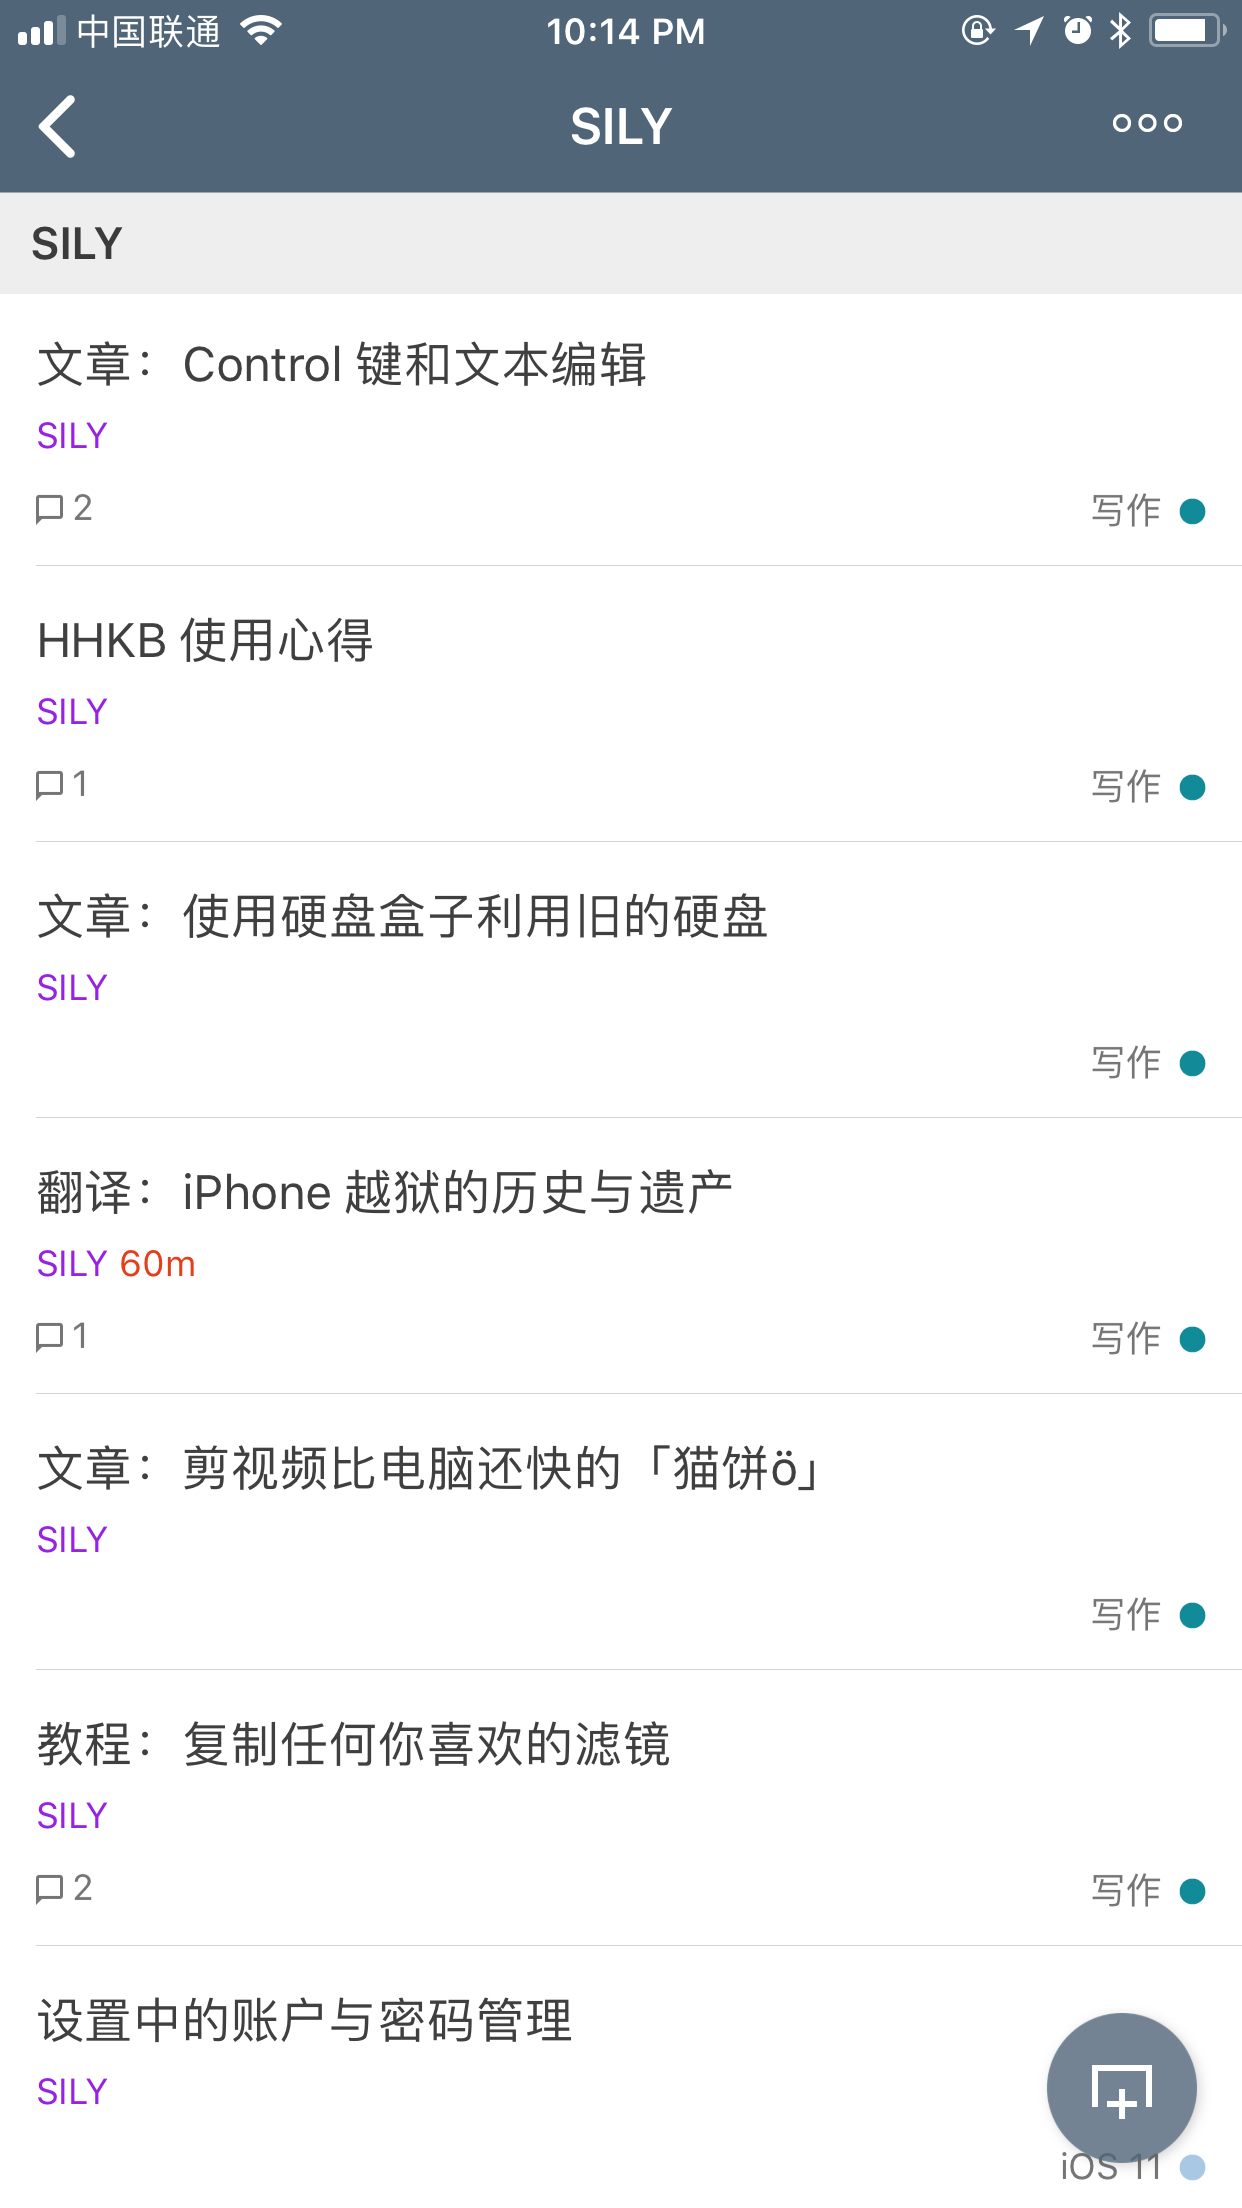 中国联通
10:14 PM
SILY
SILY
文章：Control 键和文本编辑
SILY
2
写作
HHKB 使用心得
SILY
1
写作
文章：使用硬盘盒子利用旧的硬盘
SILY
写作
翻译：iPhone 越狱的历史与遗产
SILY 60m
1
写作
文章：剪视频比电脑还快的「猫饼ö」
SILY
写作
教程：复制任何你喜欢的滤镜
SILY
2
写作
设置中的账户与密码管理
SILY
iOS 11